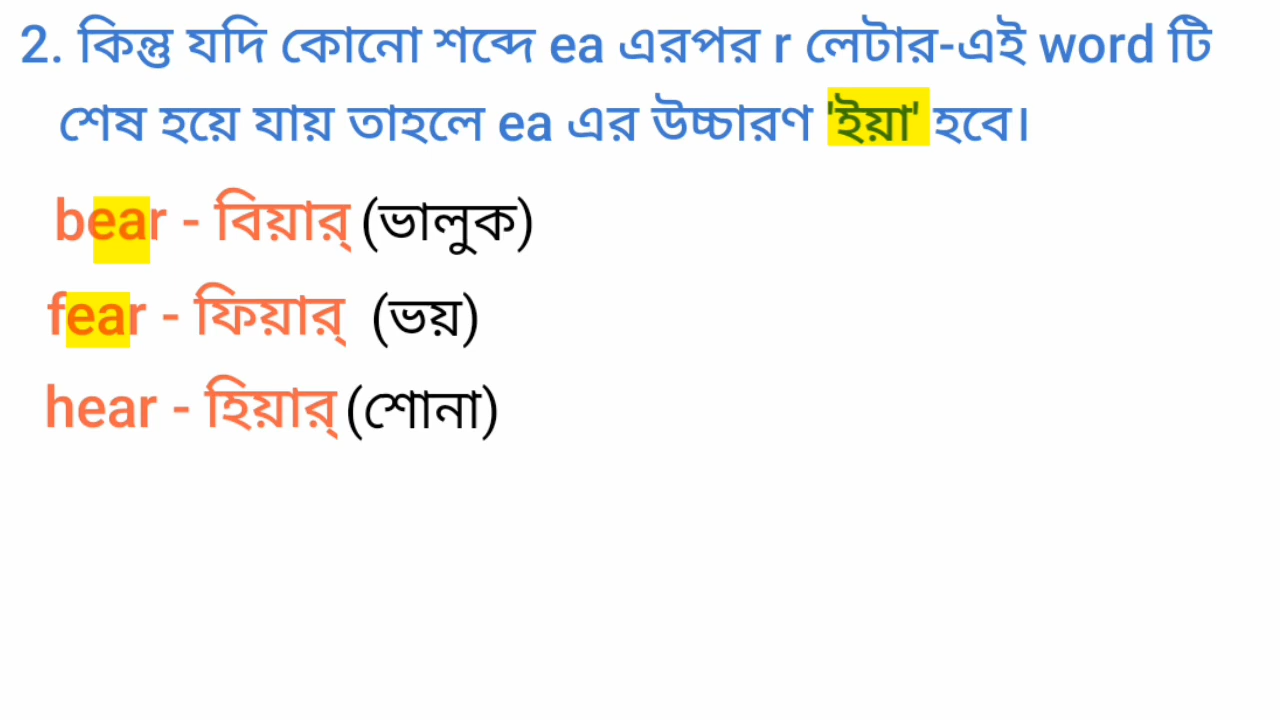 2. কিন্তু যদি কোনো শব্দে ea এরপর r লেটার-এই word টি
শেষ হয়ে যায় তাহলে ea এর উচ্চারণ 'ইয়া' হবে।
bear - বিয়ার্ (ভালুক)
fear - ফিয়ার্ (ভয়)
hear - হিয়ার্ (শোনা)